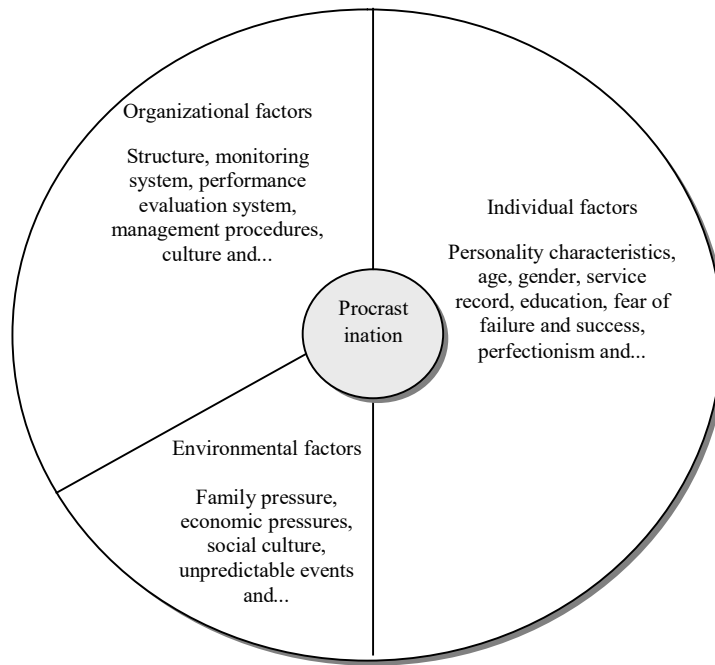 Organizational factors
Structure, monitoring
system, performance
evaluation system,
management procedures,
culture and...
Individual factors
Personality characteristics,
age, gender, service
record, education, fear of
failure and success,
perfectionism and...
Procrast
ination
Environmental factors
Family pressure,
economic pressures,
social culture,
unpredictable events
and...